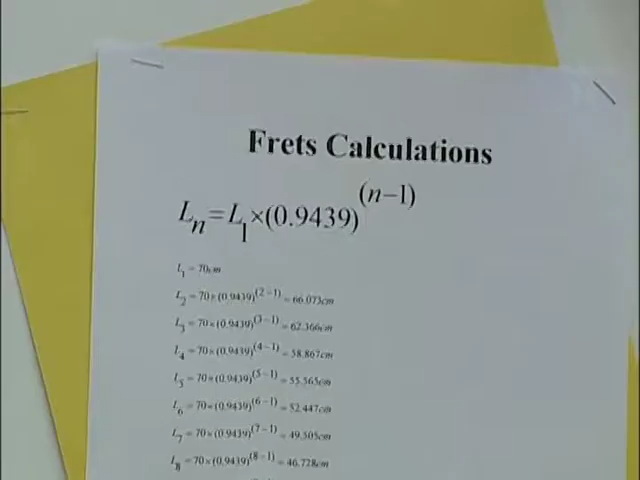 Frets Calculations
Lₙ=L₁×(0.9439)⁽ⁿ⁻¹⁾
L₁ = 70cm
L₂ = 70×(0.9439)⁽²⁻¹⁾ = 66.073cm
L₃ = 70×(0.9439)⁽³⁻¹⁾ = 62.366cm
L₄ = 70×(0.9439)⁽⁴⁻¹⁾ = 58.867cm
L₅ = 70×(0.9439)⁽⁵⁻¹⁾ = 55.565cm
L₆ = 70×(0.9439)⁽⁶⁻¹⁾ = 52.447cm
L₇ = 70×(0.9439)⁽⁷⁻¹⁾ = 49.505cm
L₈ = 70×(0.9439)⁽⁸⁻¹⁾ = 46.728cm